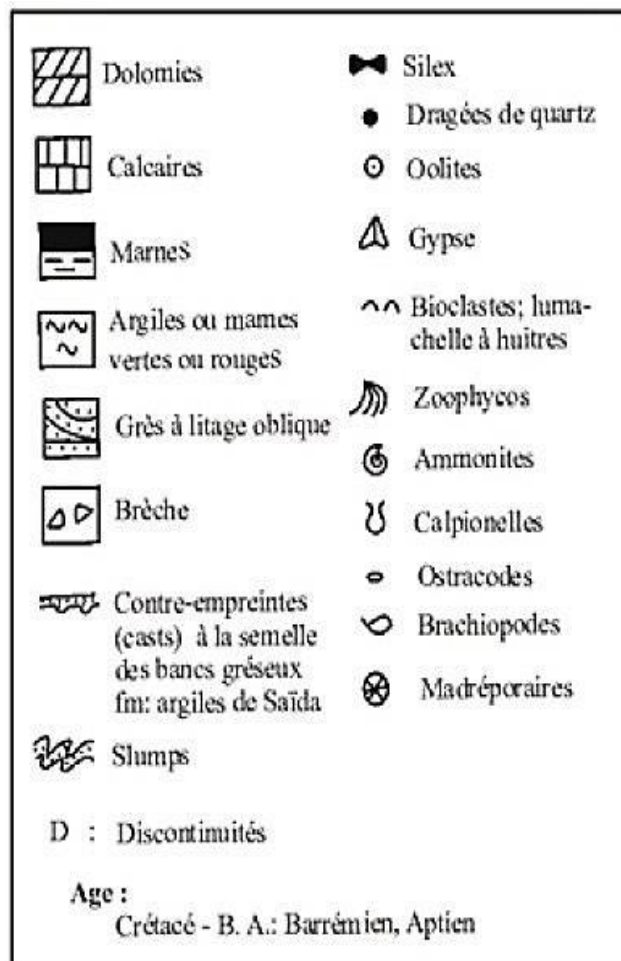 Dolomies
Calcaires
MarneS
Argiles ou marnes
vertes ou rougeS
Grès à litage oblique
Brèche
Contre-empreintes
(casts) à la semelle
des bancs gréseux
fm: argiles de Saïda
Slumps
D : Discontinuités
Silex
Dragées de quartz
Oolites
Gypse
Bioclastes; luma-
chelle à huitres
Zoophycos
Ammonites
Calpionelles
Ostracodes
Brachiopodes
Madréporaires
Age :
Crétacé - B. A.: Barrémien, Aptien